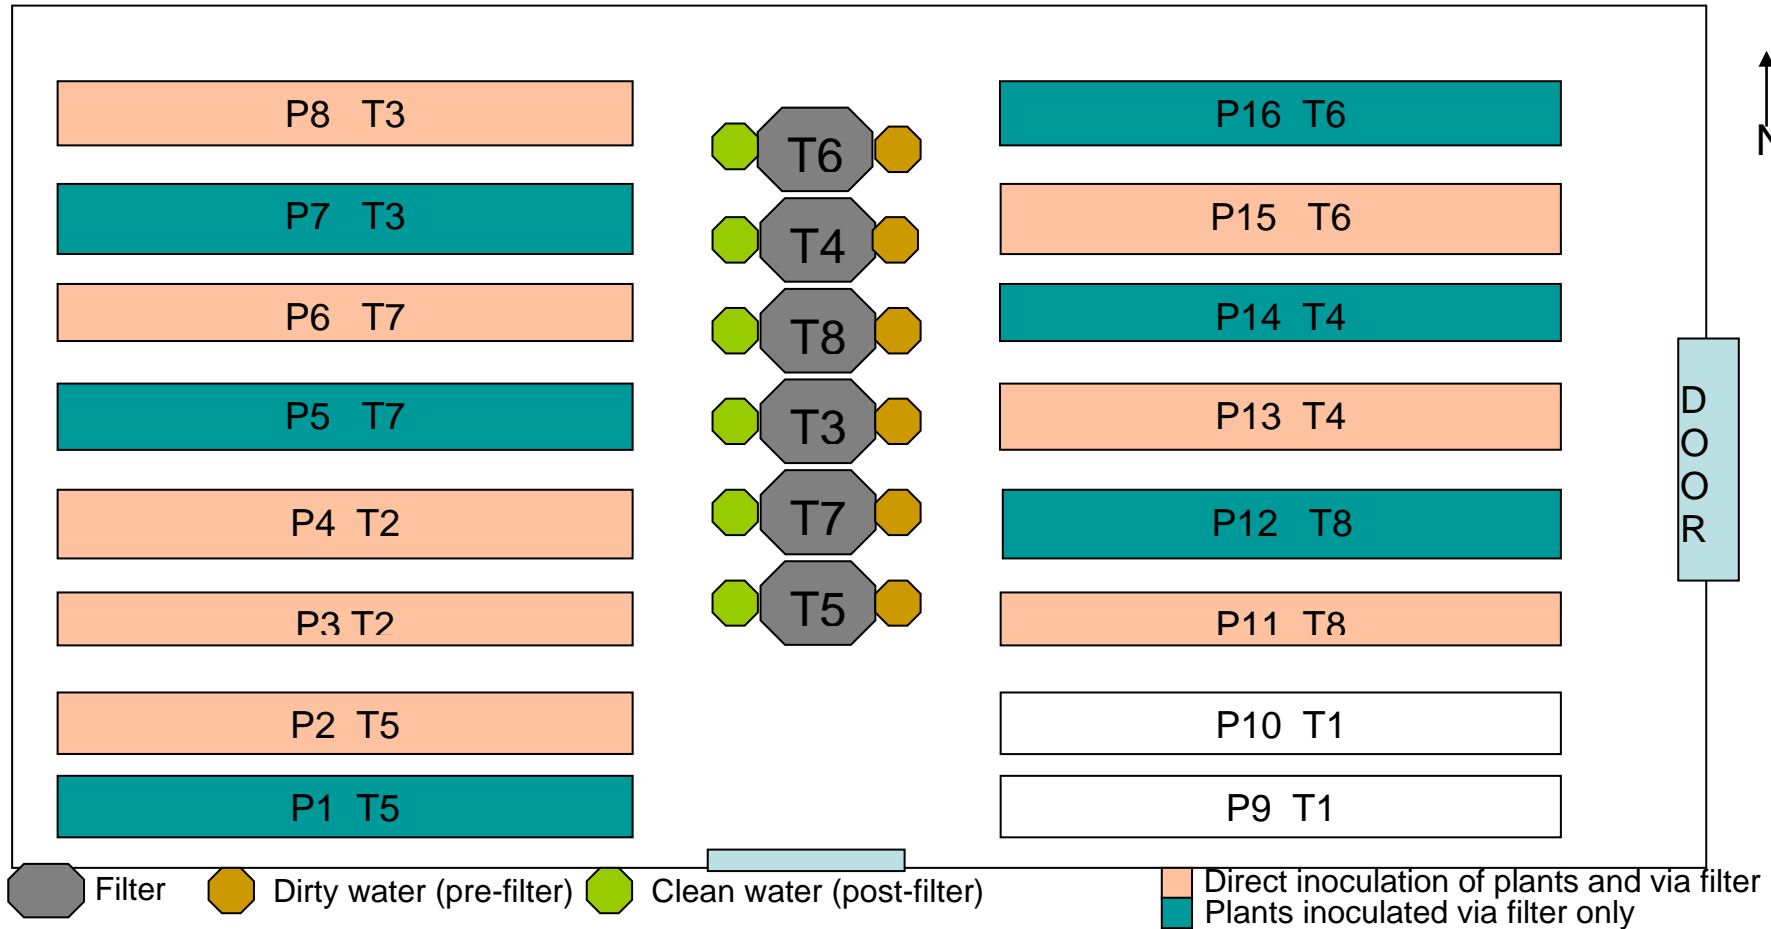 P8 T3
P7 T3
P6 T7
P5 T7
P4 T2
P3 T2
P2 T5
P1 T5
T6
T4
T8
T3
T7
T5
P16 T6
P15 T6
P14 T4
P13 T4
P12 T8
P11 T8
P10 T1
P9 T1
N
D
O
O
R
Filter
Dirty water (pre-filter)
Clean water (post-filter)
Direct inoculation of plants and via filter
Plants inoculated via filter only